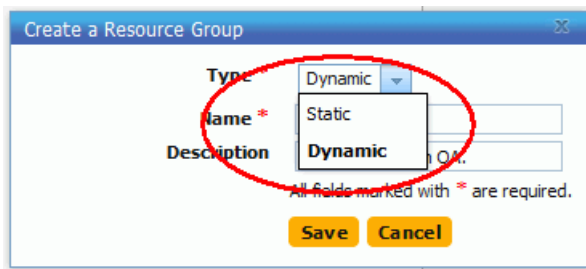 Create a Resource Group
Type * Dynamic
Name * Static
Description Dynamic QA.
All fields marked with * are required.
Save Cancel